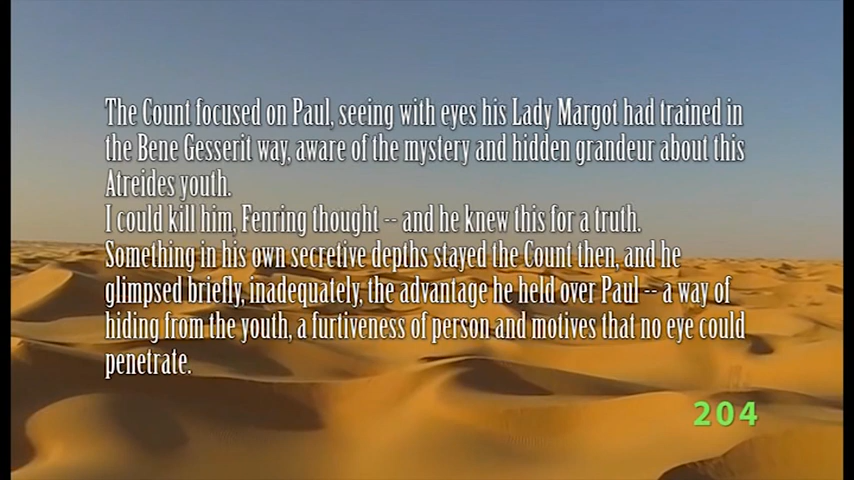 The Count focused on Paul, seeing with eyes his Lady Margot had trained in
the Bene Gesserit way, aware of the mystery and hidden grandeur about this
Atreides youth.
I could kill him, Fenring thought -- and he knew this for a truth.
Something in his own secretive depths stayed the Count then, and he
glimpsed briefly, inadequately, the advantage he held over Paul -- a way of
hiding from the youth, a furtiveness of person and motives that no eye could
penetrate.
204